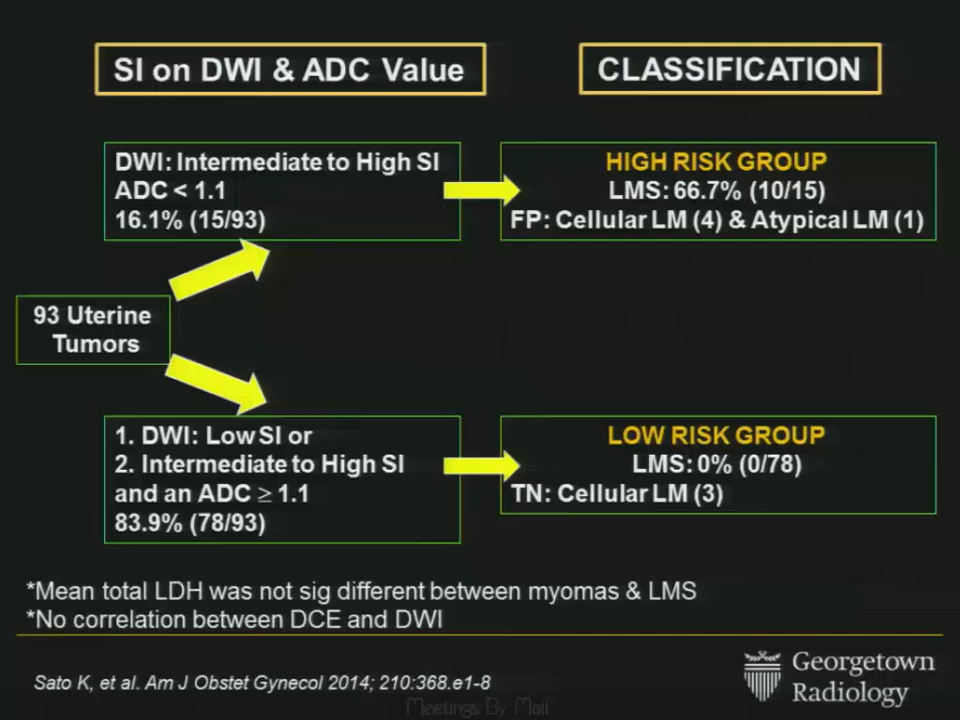 SI on DWI & ADC Value
CLASSIFICATION
DWI: Intermediate to High SI
ADC < 1.1
16.1% (15/93)
HIGH RISK GROUP
LMS: 66.7% (10/15)
FP: Cellular LM (4) & Atypical LM (1)
93 Uterine
Tumors
1. DWI: Low SI or
2. Intermediate to High SI
and an ADC ≥ 1.1
83.9% (78/93)
LOW RISK GROUP
LMS: 0% (0/78)
TN: Cellular LM (3)
*Mean total LDH was not sig different between myomas & LMS
*No correlation between DCE and DWI
Sato K, et al. Am J Obstet Gynecol 2014; 210:368.e1-8
Georgetown
Radiology
Meetings By Mail